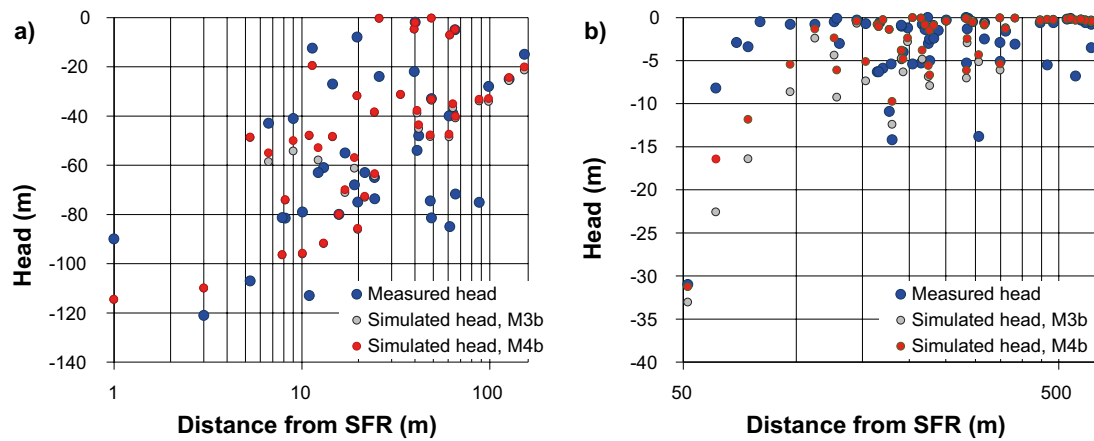 a)
Head (m)
0
-20
-40
-60
-80
-100
-120
-140
Measured head
Simulated head, M3b
Simulated head, M4b
1
10
100
Distance from SFR (m)
b)
Head (m)
0
-5
-10
-15
-20
-25
-30
-35
-40
Measured head
Simulated head, M3b
Simulated head, M4b
50
500
Distance from SFR (m)